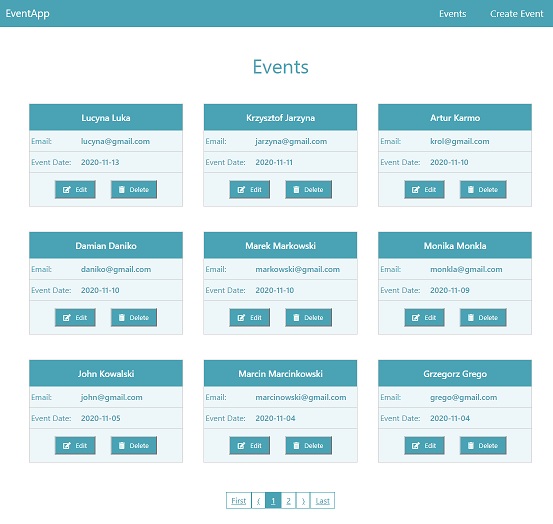 EventApp Events Create Event
Events
Lucyna Luka Krzysztof Jarzyna Artur Karmo
Email: lucyna@gmail.com Email: jarzyna@gmail.com Email: krol@gmail.com
Event Date: 2020-11-13 Event Date: 2020-11-11 Event Date: 2020-11-10
Edit Delete Edit Delete Edit Delete
Damian Daniko Marek Markowski Monika Monkla
Email: daniko@gmail.com Email: markowski@gmail.com Email: monkla@gmail.com
Event Date: 2020-11-10 Event Date: 2020-11-10 Event Date: 2020-11-09
Edit Delete Edit Delete Edit Delete
John Kowalski Marcin Marcinkowski Grzegorz Grego
Email: john@gmail.com Email: marcinowski@gmail.com Email: grego@gmail.com
Event Date: 2020-11-05 Event Date: 2020-11-04 Event Date: 2020-11-04
Edit Delete Edit Delete Edit Delete
First ⟨ 1 2 ⟩ Last